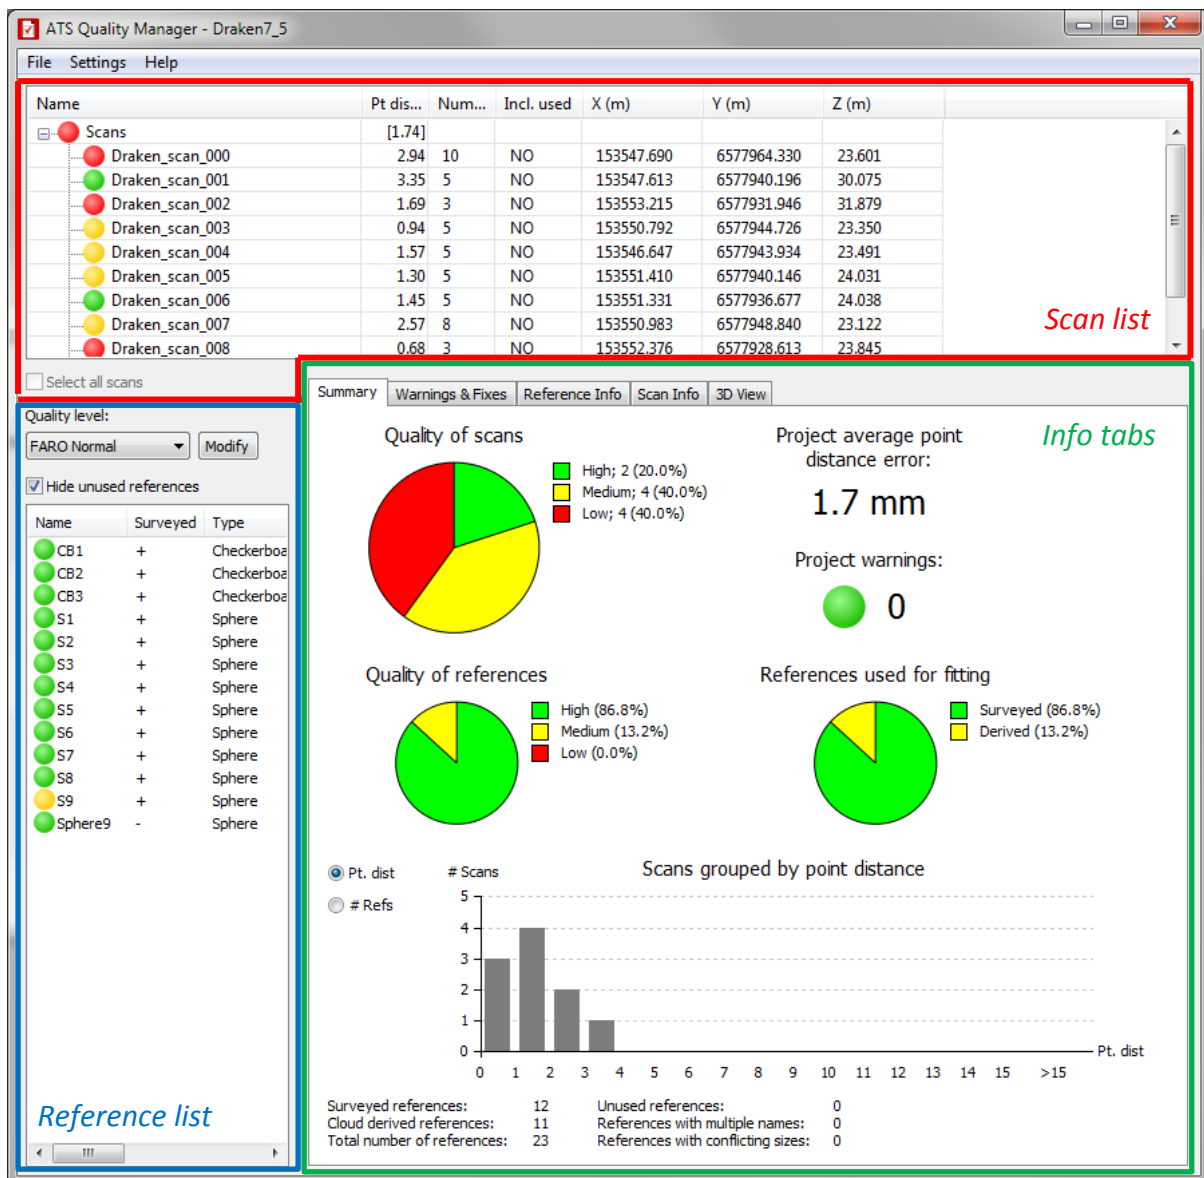 ATS Quality Manager - Draken7_5
File Settings Help
Name Pt dis... Num... Incl. used X (m) Y (m) Z (m)
Scans [1.74]
Draken_scan_000 2.94 10 NO 153547.690 6577964.330 23.601
Draken_scan_001 3.35 5 NO 153547.613 6577940.196 30.075
Draken_scan_002 1.69 3 NO 153553.215 6577931.946 31.879
Draken_scan_003 0.94 5 NO 153550.792 6577944.726 23.350
Draken_scan_004 1.57 5 NO 153546.647 6577943.934 23.491
Draken_scan_005 1.30 5 NO 153551.410 6577940.146 24.031
Draken_scan_006 1.45 5 NO 153551.331 6577936.677 24.038
Draken_scan_007 2.57 8 NO 153550.983 6577948.840 23.122
Draken_scan_008 0.68 3 NO 153552.376 6577928.613 23.845
Scan list
Select all scans
Quality level:
FARO Normal Modify
Hide unused references
Name Surveyed Type
CB1 + Checkerboa
CB2 + Checkerboa
CB3 + Checkerboa
S1 + Sphere
S2 + Sphere
S3 + Sphere
S4 + Sphere
S5 + Sphere
S6 + Sphere
S7 + Sphere
S8 + Sphere
S9 + Sphere
Sphere9 - Sphere
Reference list
Summary Warnings & Fixes Reference Info Scan Info 3D View
Info tabs
Quality of scans
High; 2 (20.0%)
Medium; 4 (40.0%)
Low; 4 (40.0%)
Project average point
distance error:
1.7 mm
Project warnings:
0
Quality of references
High (86.8%)
Medium (13.2%)
Low (0.0%)
References used for fitting
Surveyed (86.8%)
Derived (13.2%)
Pt. dist
# Refs
# Scans
Scans grouped by point distance
5
4
3
2
1
0
Pt. dist
0 1 2 3 4 5 6 7 8 9 10 11 12 13 14 15 >15
Surveyed references: 12 Unused references: 0
Cloud derived references: 11 References with multiple names: 0
Total number of references: 23 References with conflicting sizes: 0